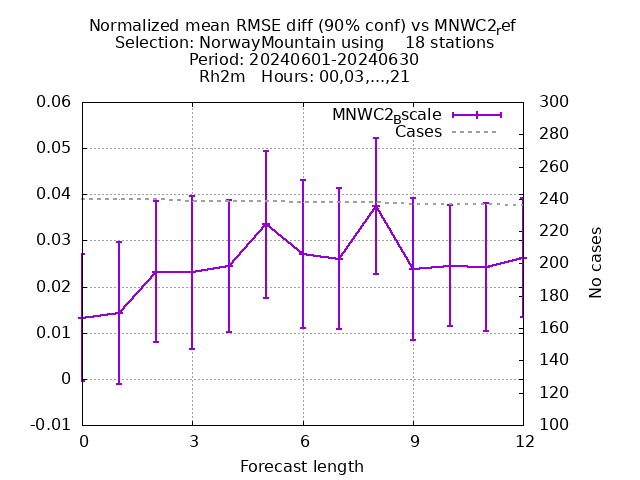 Normalized mean RMSE diff (90% conf) vs MNWC2ref
Selection: NorwayMountain using 18 stations
Period: 20240601-20240630
Rh2m Hours: 00,03,...,21
0.06
0.05
0.04
0.03
0.02
0.01
0
-0.01
300
280
260
240
220
200
180
160
140
120
100
MNWC2Bscale
Cases
No cases
0 3 6 9 12
Forecast length